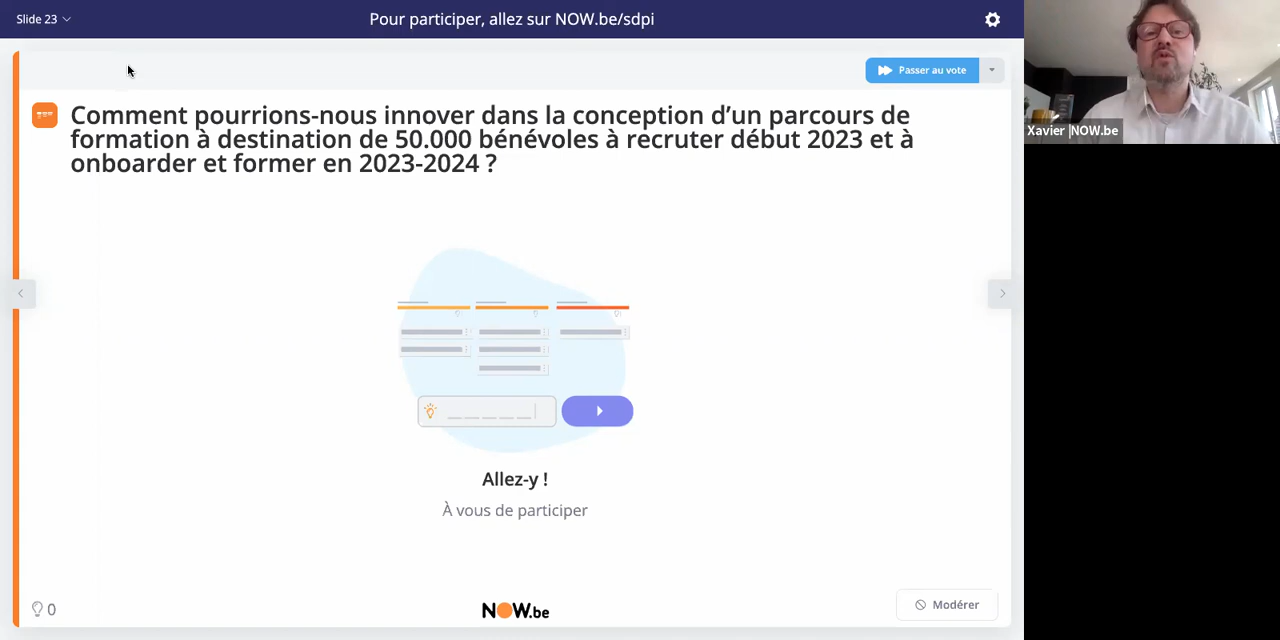 Slide 23
Pour participer, allez sur NOW.be/sdpi
Passer au vote
Comment pourrions-nous innover dans la conception d’un parcours de
formation à destination de 50.000 bénévoles à recruter début 2023 et à
onboarder et former en 2023-2024 ?
Allez-y !
À vous de participer
0
NOW.be
Modérer
Xavier |NOW.be